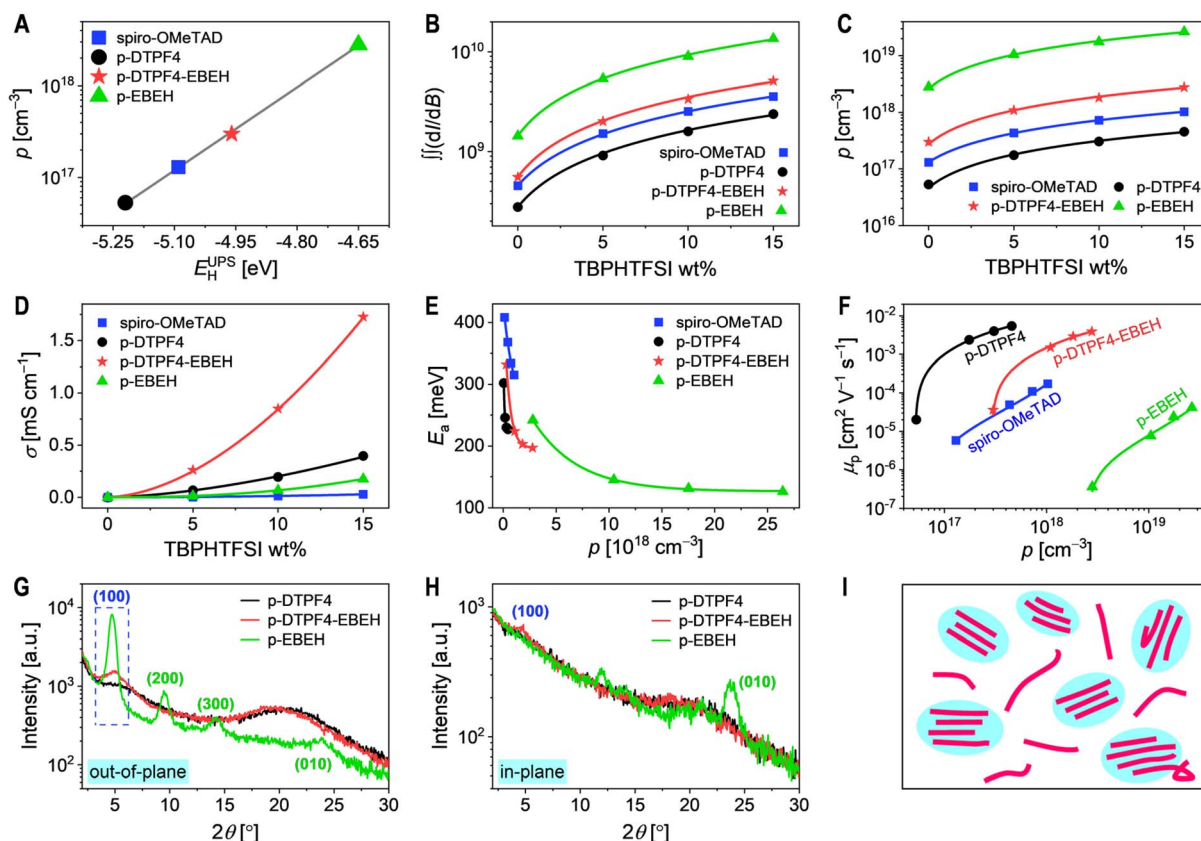 A
p [cm⁻³]
10¹⁸
10¹⁷
spiro-OMeTAD
p-DTPF4
p-DTPF4-EBEH
p-EBEH
-5.25 -5.10 -4.95 -4.80 -4.65
E_H^UPS [eV]
B
∬(dI/dB)
10¹⁰
10⁹
spiro-OMeTAD
p-DTPF4
p-DTPF4-EBEH
p-EBEH
0 5 10 15
TBPHTFSI wt%
C
p [cm⁻³]
10¹⁹
10¹⁸
10¹⁷
10¹⁶
spiro-OMeTAD p-DTPF4
p-DTPF4-EBEH p-EBEH
0 5 10 15
TBPHTFSI wt%
D
σ [mS cm⁻¹]
1.5
1.0
0.5
0.0
spiro-OMeTAD
p-DTPF4
p-DTPF4-EBEH
p-EBEH
0 5 10 15
TBPHTFSI wt%
E
E_a [meV]
400
300
200
100
spiro-OMeTAD
p-DTPF4
p-DTPF4-EBEH
p-EBEH
0 5 10 15 20 25
p [10¹⁸ cm⁻³]
F
μ_p [cm² V⁻¹ s⁻¹]
10⁻²
10⁻³
10⁻⁴
10⁻⁵
10⁻⁶
10⁻⁷
p-DTPF4
p-DTPF4-EBEH
spiro-OMeTAD
p-EBEH
10¹⁷ 10¹⁸ 10¹⁹
p [cm⁻³]
G
Intensity [a.u.]
10⁴
10³
10²
(100)
p-DTPF4
p-DTPF4-EBEH
p-EBEH
(200)
(300)
(010)
out-of-plane
5 10 15 20 25 30
2θ [°]
H
Intensity [a.u.]
10³
10²
(100)
p-DTPF4
p-DTPF4-EBEH
p-EBEH
(010)
in-plane
5 10 15 20 25 30
2θ [°]
I